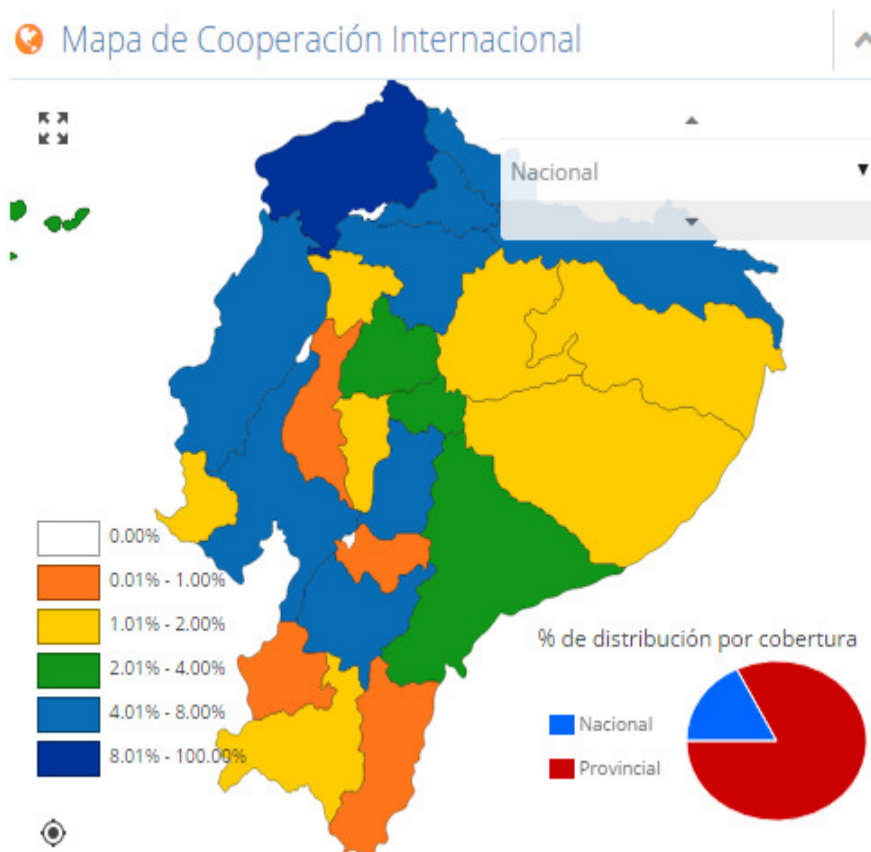 Mapa de Cooperación Internacional
Nacional
0.00%
0.01% - 1.00%
1.01% - 2.00%
2.01% - 4.00%
4.01% - 8.00%
8.01% - 100.00%
% de distribución por cobertura
Nacional
Provincial